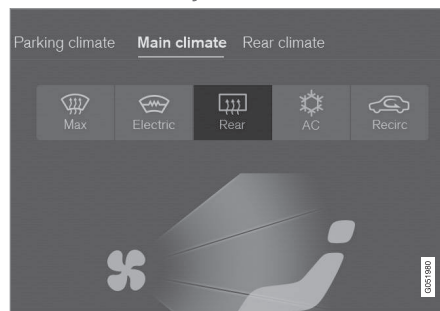 Parking climate Main climate Rear climate
Max Electric Rear AC Recirc
G051980